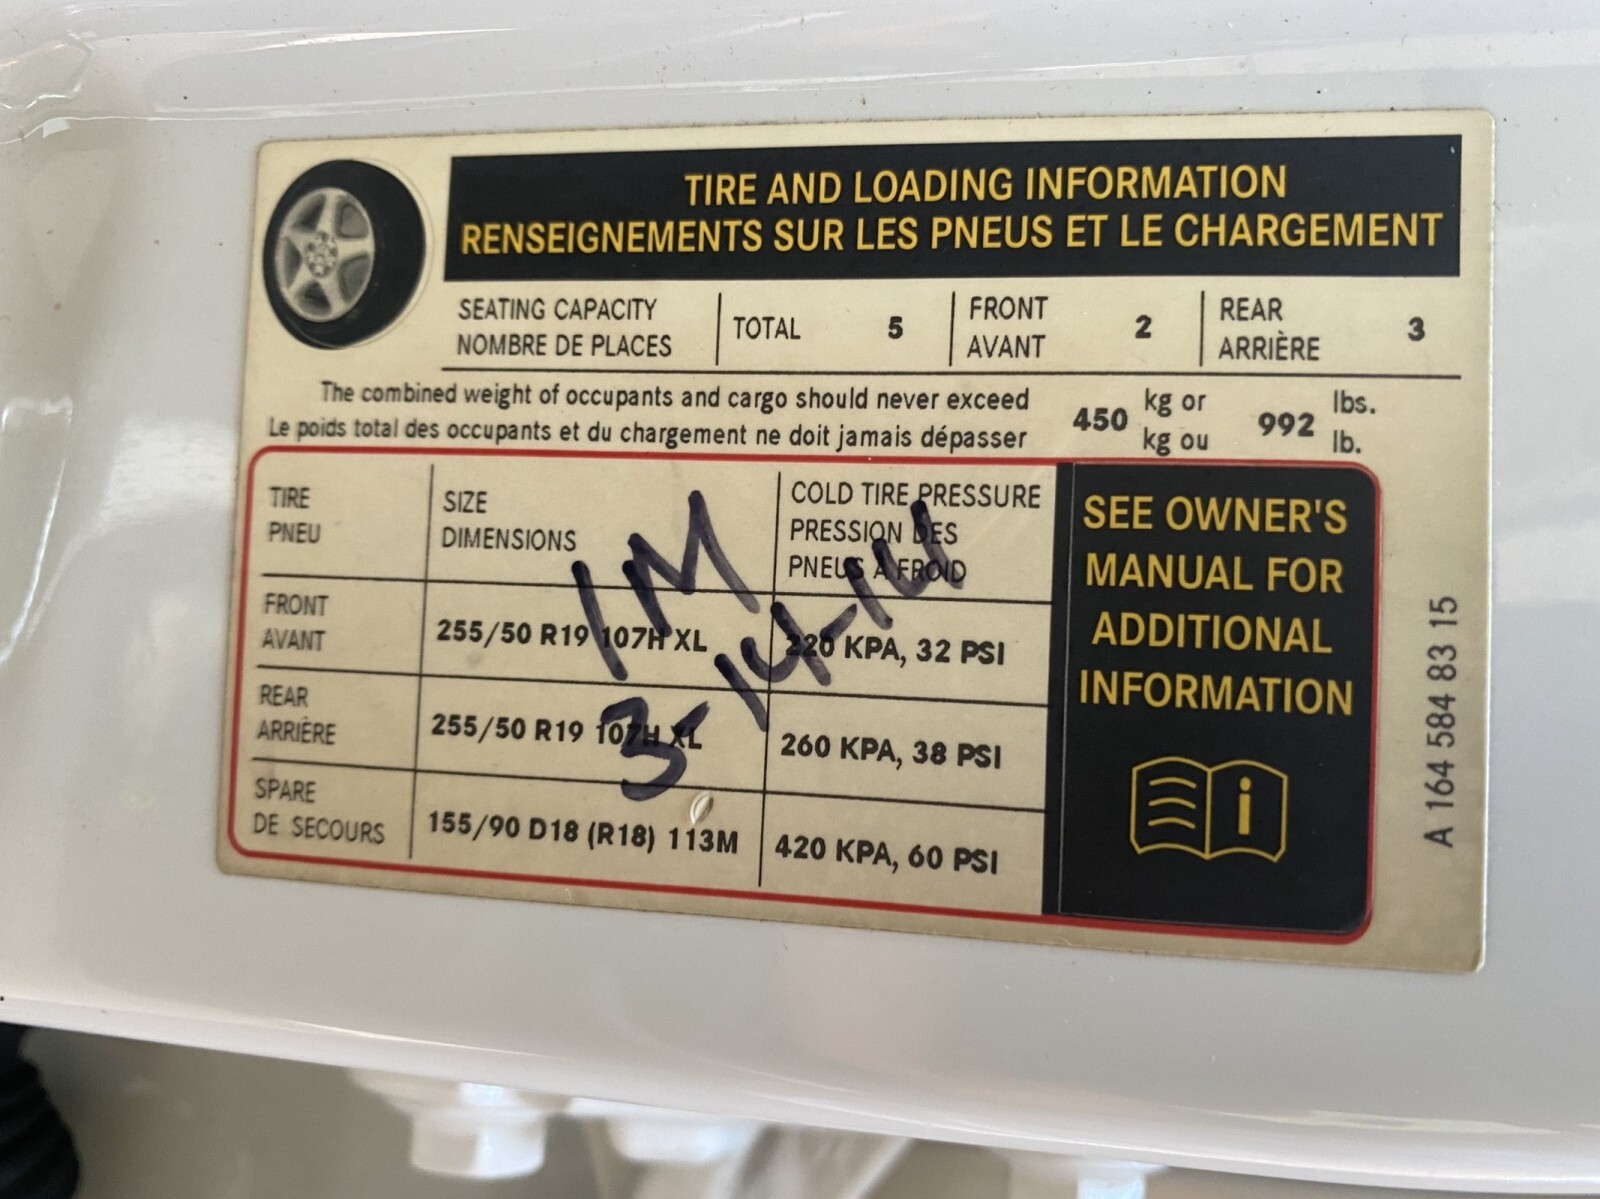 TIRE AND LOADING INFORMATION
RENSEIGNEMENTS SUR LES PNEUS ET LE CHARGEMENT
SEATING CAPACITY
NOMBRE DE PLACES
TOTAL 5
FRONT
AVANT
2
REAR
ARRIÈRE
3
The combined weight of occupants and cargo should never exceed 450 kg or 992 lbs.
Le poids total des occupants et du chargement ne doit jamais dépasser kg ou lb.
TIRE
PNEU
SIZE
DIMENSIONS
COLD TIRE PRESSURE
PRESSION DES
PNEUS A FROID
FRONT
AVANT
255/50 R19 107H XL
220 KPA, 32 PSI
REAR
ARRIÈRE
255/50 R19 107H XL
260 KPA, 38 PSI
SPARE
DE SECOURS
155/90 D18 (R18) 113M
420 KPA, 60 PSI
SEE OWNER'S
MANUAL FOR
ADDITIONAL
INFORMATION
A 164 584 83 15
1M
3-14-14